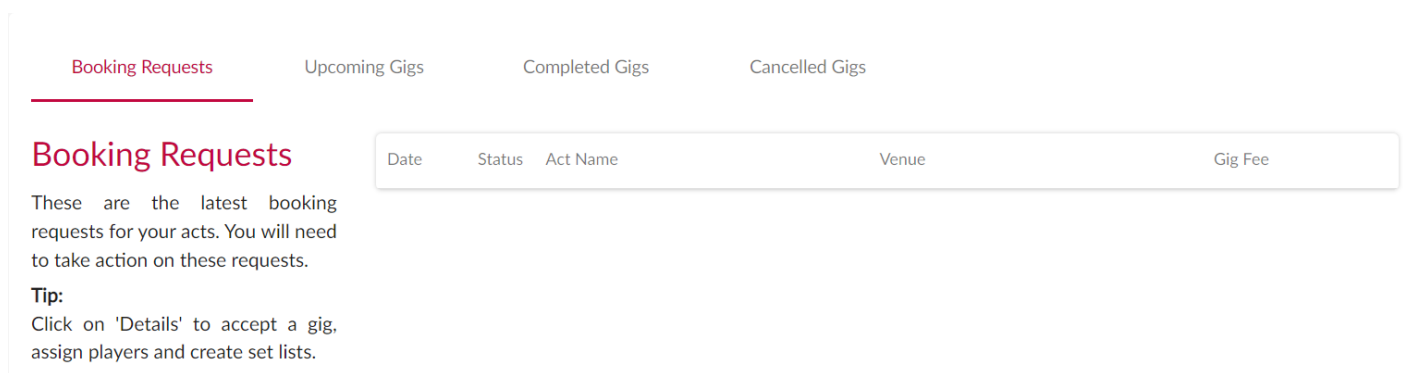 Booking Requests Upcoming Gigs Completed Gigs Cancelled Gigs
Booking Requests
These are the latest booking
requests for your acts. You will need
to take action on these requests.
Tip:
Click on 'Details' to accept a gig,
assign players and create set lists.
Date Status Act Name Venue Gig Fee